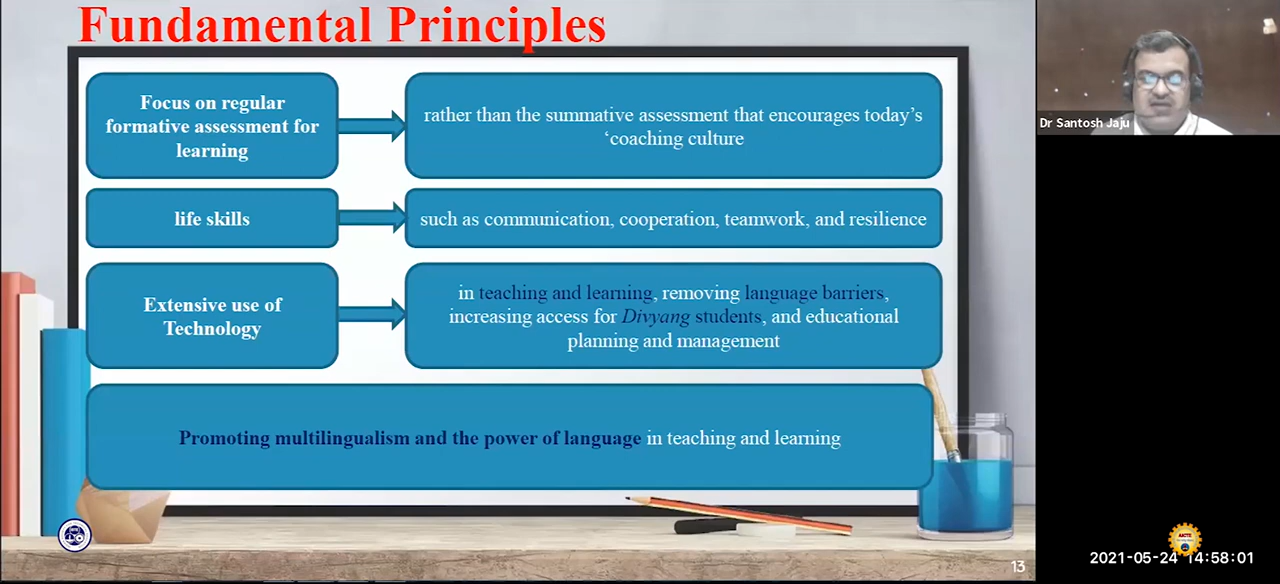 Fundamental Principles
Focus on regular
formative assessment for
learning
rather than the summative assessment that encourages today’s
‘coaching culture
life skills
such as communication, cooperation, teamwork, and resilience
Extensive use of
Technology
in teaching and learning, removing language barriers,
increasing access for Divyang students, and educational
planning and management
Promoting multilingualism and the power of language in teaching and learning
13
Dr Santosh Jaju
AICTE
2021-05-24 14:58:01